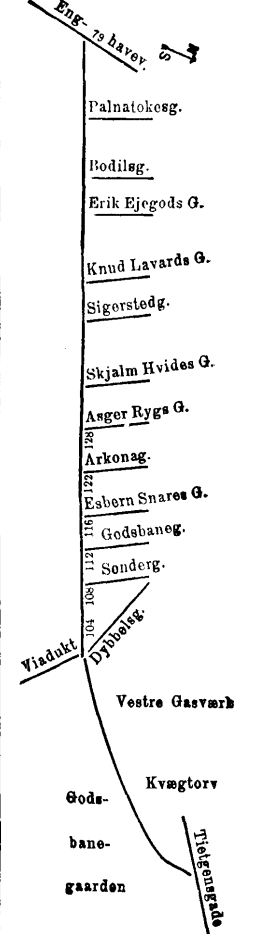 Eng- 79 havev.
N
S
Palnatokesg.
Bodilsg.
Erik Ejegods G.
Knud Lavards G.
Sigerstedg.
Skjalm Hvides G.
Asger Rygs G.
128
Arkonag.
122
Esbern Snares G.
116
Godsbaneg.
112
Sonderg.
108
104
Dybbølsg.
Viadukt
Vestre Gasværk
Kvægtorv
Gods-
bane-
gaarden
Tietgensgade